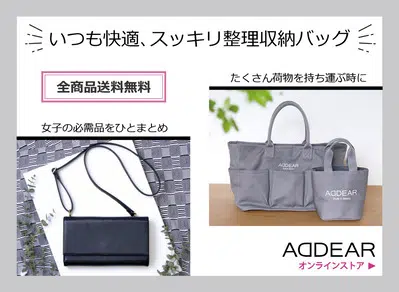 いつも快適、スッキリ整理収納バッグ
全商品送料無料
たくさん荷物を持ち運ぶ時に
女子の必需品をひとまとめ
ADDEAR
ADDEAR
ADDEAR
オンラインストア ▶